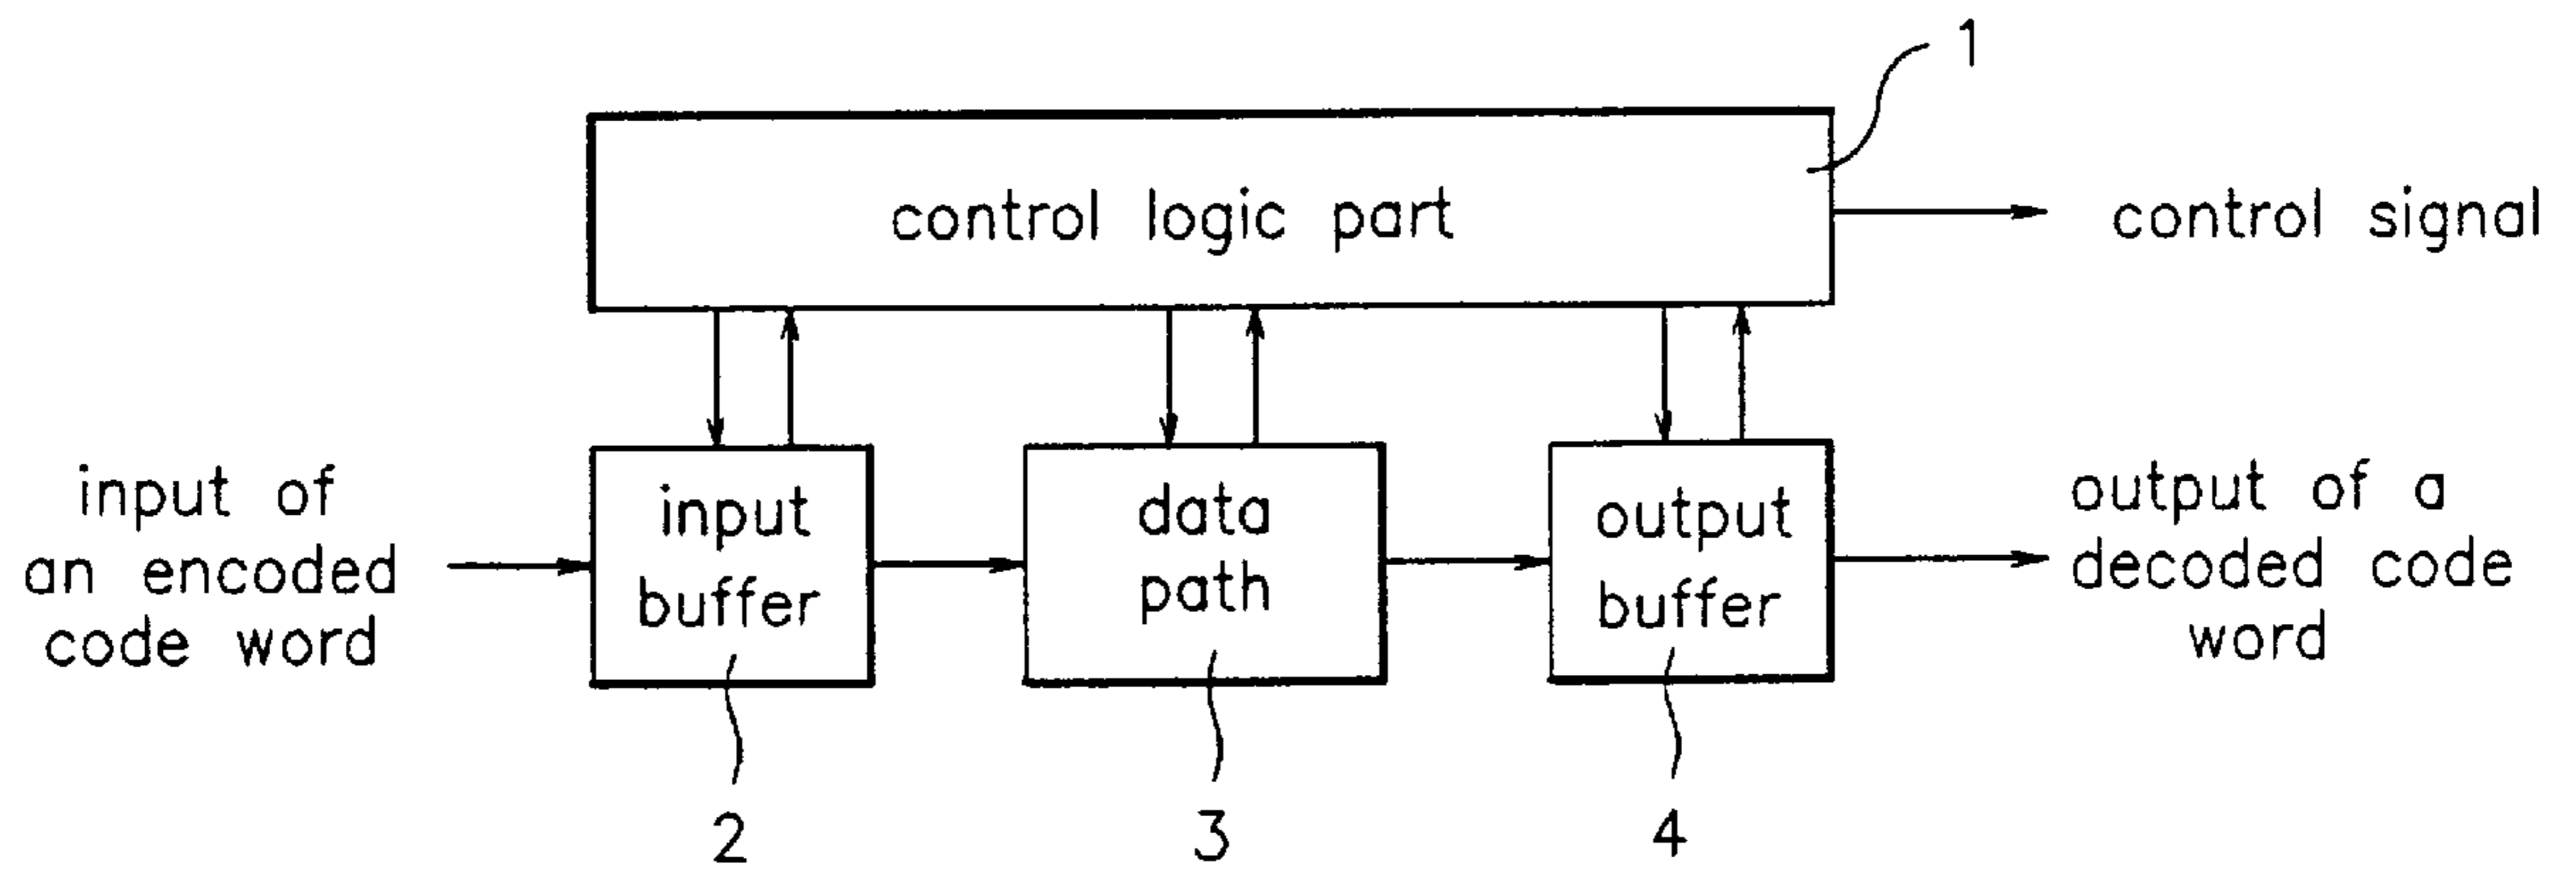 1
control logic part
control signal
input of
an encoded
code word
input
buffer
data
path
output
buffer
output of a
decoded code
word
2
3
4